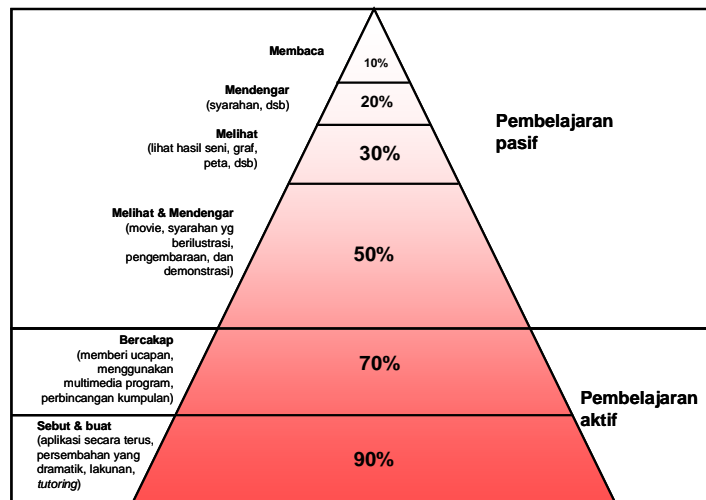 Membaca
10%
Mendengar
(syarahan, dsb)
20%
Melihat
(lihat hasil seni, graf,
peta, dsb)
30%
Pembelajaran
pasif
Melihat & Mendengar
(movie, syarahan yg
berilustrasi,
pengembaraan, dan
demonstrasi)
50%
Bercakap
(memberi ucapan,
menggunakan
multimedia program,
perbincangan kumpulan)
70%
Pembelajaran
aktif
Sebut & buat
(aplikasi secara terus,
persembahan yang
dramatik, lakunan,
tutoring)
90%